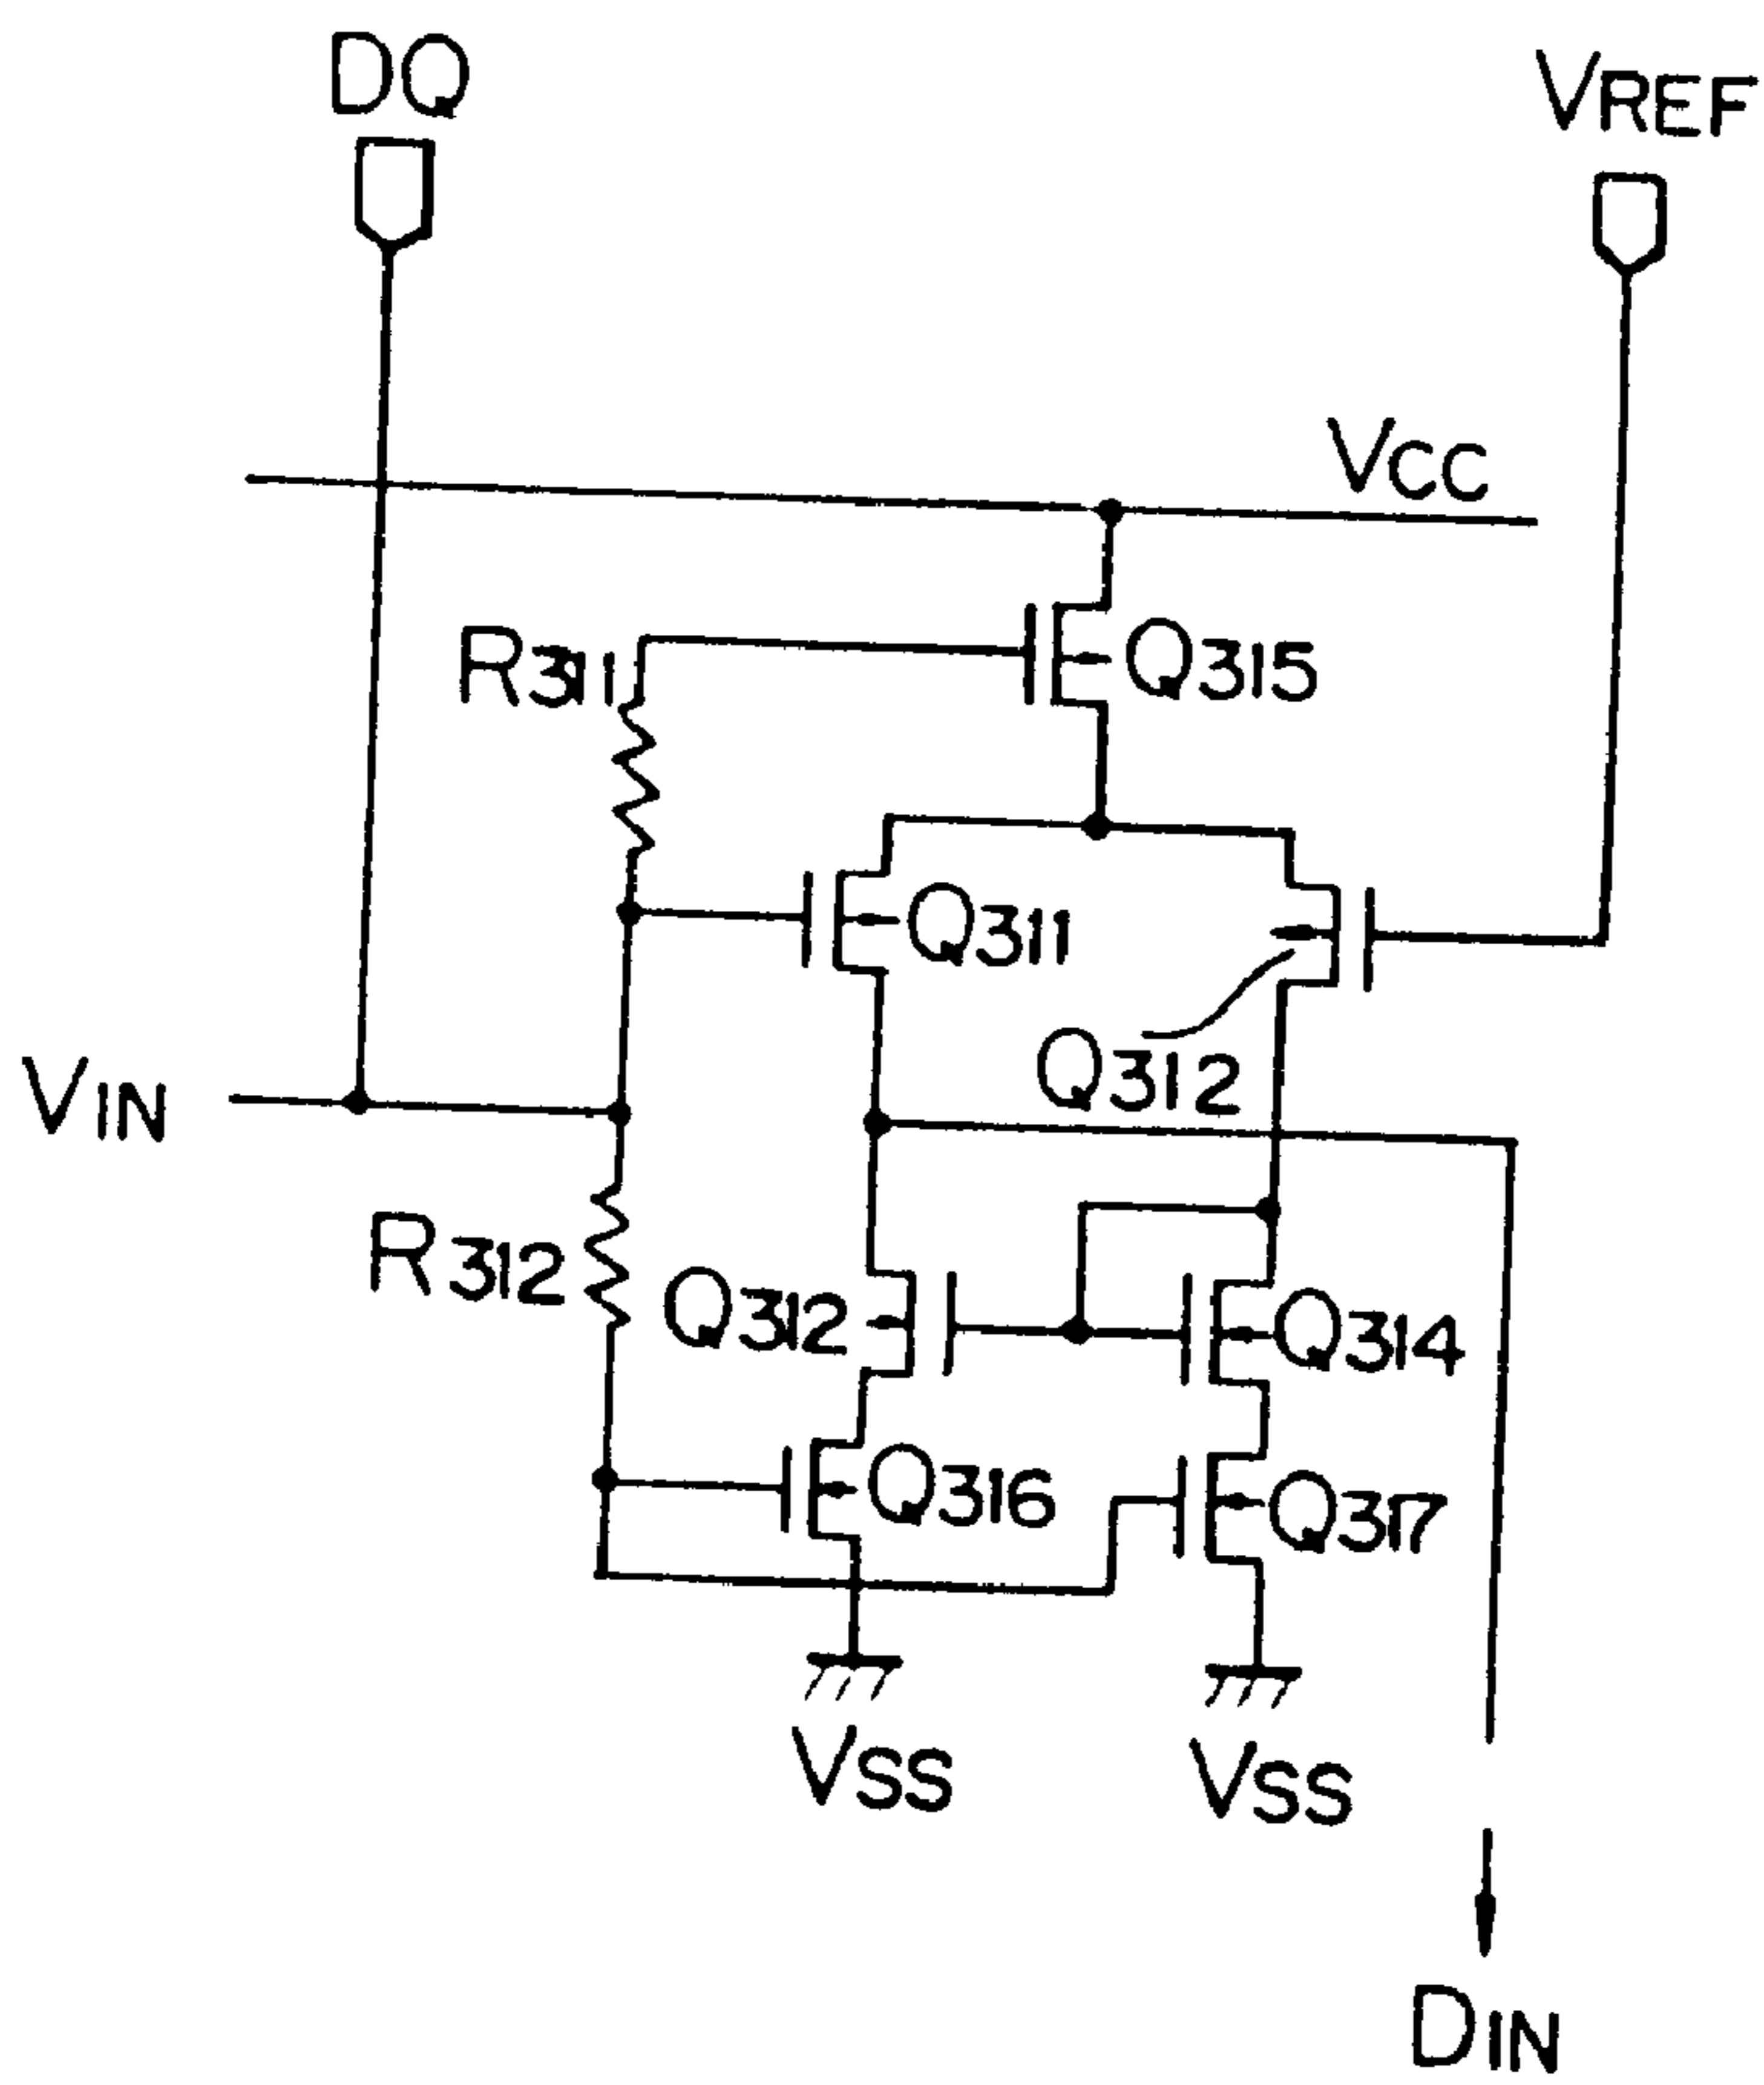 DQ
VREF
VCC
R311
Q315
Q311
Q312
VIN
R312
Q312
Q314
Q316
Q317
VSS
VSS
DIN